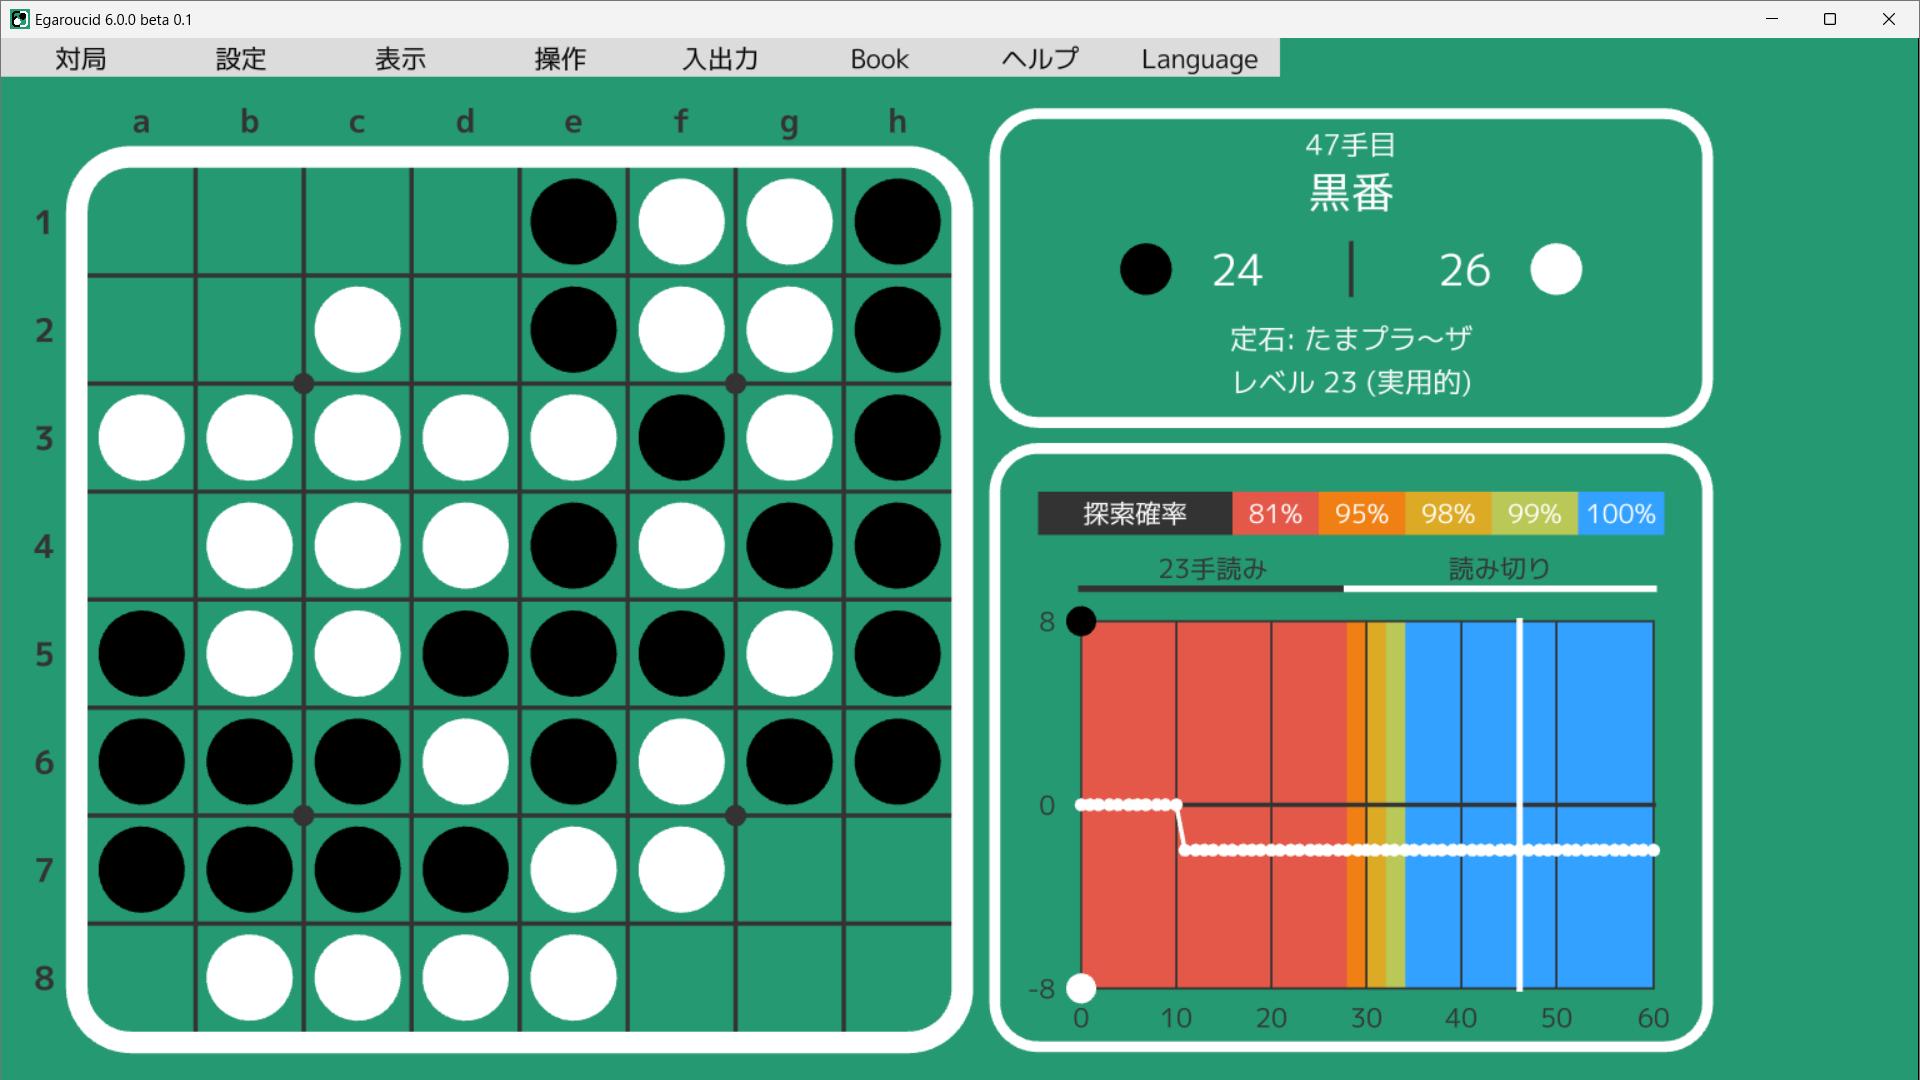 Egaroucid 6.0.0 beta 0.1
対局 設定 表示 操作 入出力 Book ヘルプ Language
a b c d e f g h
1
2
3
4
5
6
7
8
47手目
黒番
24 26
定石: たまプラ～ザ
レベル 23 (実用的)
探索確率 81% 95% 98% 99% 100%
23手読み 読み切り
8
0
-8
0 10 20 30 40 50 60